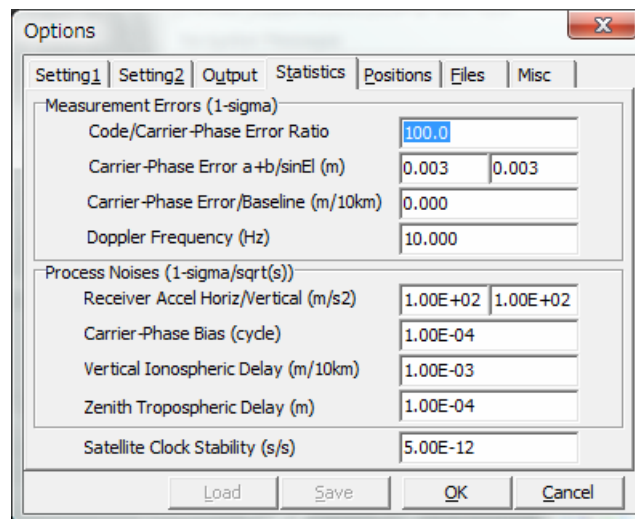 Options
Setting1 Setting2 Output Statistics Positions Files Misc
Measurement Errors (1-sigma)
Code/Carrier-Phase Error Ratio 100.0
Carrier-Phase Error a+b/sinEl (m) 0.003 0.003
Carrier-Phase Error/Baseline (m/10km) 0.000
Doppler Frequency (Hz) 10.000
Process Noises (1-sigma/sqrt(s))
Receiver Accel Horiz/Vertical (m/s2) 1.00E+02 1.00E+02
Carrier-Phase Bias (cycle) 1.00E-04
Vertical Ionospheric Delay (m/10km) 1.00E-03
Zenith Tropospheric Delay (m) 1.00E-04
Satellite Clock Stability (s/s) 5.00E-12
Load Save OK Cancel